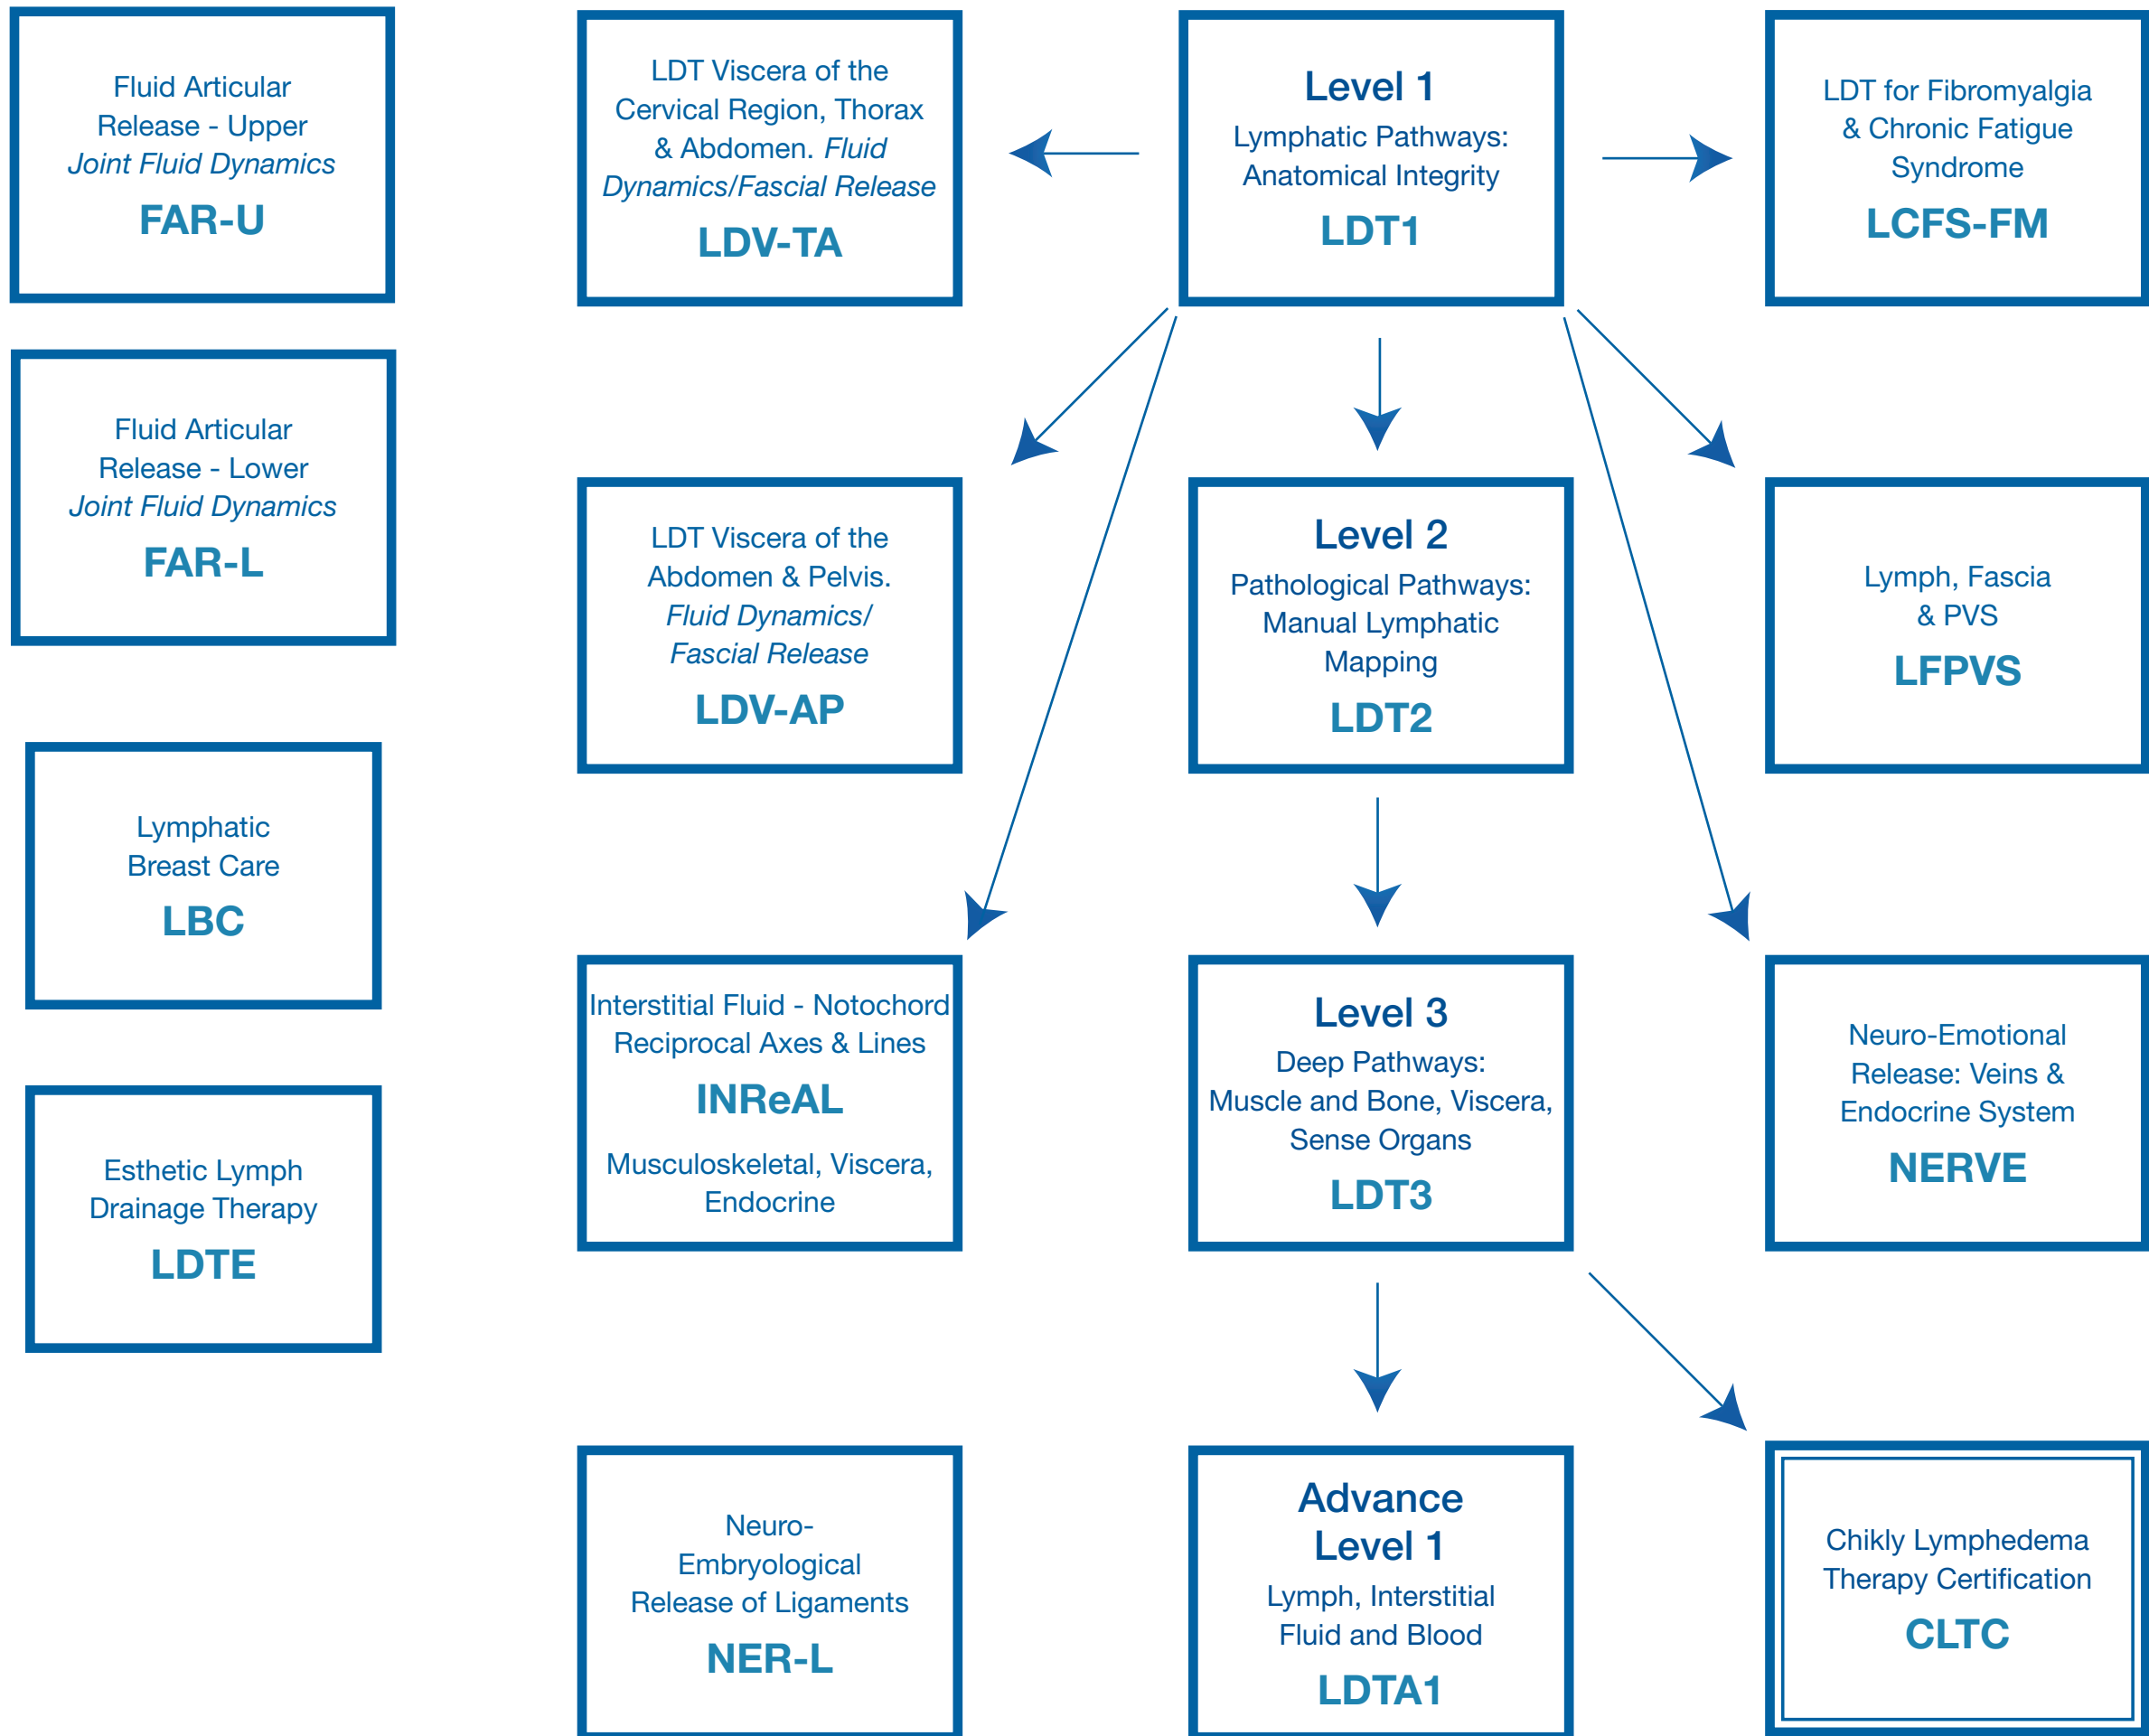 Fluid Articular
Release - Upper
Joint Fluid Dynamics
FAR-U
Fluid Articular
Release - Lower
Joint Fluid Dynamics
FAR-L
Lymphatic
Breast Care
LBC
Esthetic Lymph
Drainage Therapy
LDTE
LDT Viscera of the
Cervical Region, Thorax
& Abdomen. Fluid
Dynamics/Fascial Release
LDV-TA
LDT Viscera of the
Abdomen & Pelvis.
Fluid Dynamics/
Fascial Release
LDV-AP
Interstitial Fluid - Notochord
Reciprocal Axes & Lines
INReAL
Musculoskeletal, Viscera,
Endocrine
Neuro-
Embryological
Release of Ligaments
NER-L
Level 1
Lymphatic Pathways:
Anatomical Integrity
LDT1
Level 2
Pathological Pathways:
Manual Lymphatic
Mapping
LDT2
Level 3
Deep Pathways:
Muscle and Bone, Viscera,
Sense Organs
LDT3
Advance
Level 1
Lymph, Interstitial
Fluid and Blood
LDTA1
LDT for Fibromyalgia
& Chronic Fatigue
Syndrome
LCFS-FM
Lymph, Fascia
& PVS
LFPVS
Neuro-Emotional
Release: Veins &
Endocrine System
NERVE
Chikly Lymphedema
Therapy Certification
CLTC